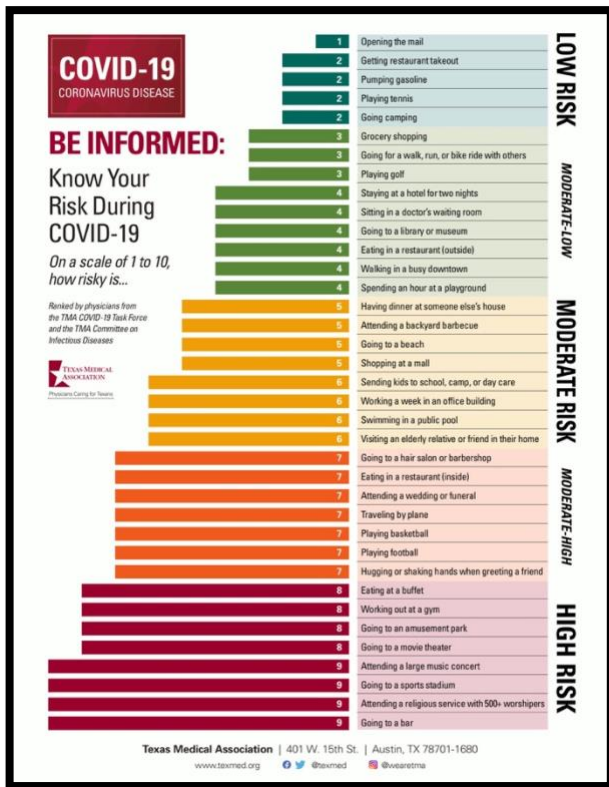 COVID-19
CORONAVIRUS DISEASE
BE INFORMED:
Know Your
Risk During
COVID-19
On a scale of 1 to 10,
how risky is...
Ranked by physicians from
the TMA COVID-19 Task Force
and the TMA Committee on
Infectious Diseases
TEXAS MEDICAL
ASSOCIATION
Physicians Caring for Texans
1 Opening the mail
2 Getting restaurant takeout
2 Pumping gasoline
2 Playing tennis
2 Going camping
LOW RISK
3 Grocery shopping
3 Going for a walk, run, or bike ride with others
3 Playing golf
4 Staying at a hotel for two nights
4 Sitting in a doctor's waiting room
4 Going to a library or museum
4 Eating in a restaurant (outside)
4 Walking in a busy downtown
4 Spending an hour at a playground
MODERATE-LOW
5 Having dinner at someone else's house
5 Attending a backyard barbecue
5 Going to a beach
5 Shopping at a mall
6 Sending kids to school, camp, or day care
6 Working a week in an office building
6 Swimming in a public pool
6 Visiting an elderly relative or friend in their home
MODERATE RISK
7 Going to a hair salon or barbershop
7 Eating in a restaurant (inside)
7 Attending a wedding or funeral
7 Traveling by plane
7 Playing basketball
7 Playing football
7 Hugging or shaking hands when greeting a friend
MODERATE-HIGH
8 Eating at a buffet
8 Working out at a gym
8 Going to an amusement park
8 Going to a movie theater
9 Attending a large music concert
9 Going to a sports stadium
9 Attending a religious service with 500+ worshipers
9 Going to a bar
HIGH RISK
Texas Medical Association | 401 W. 15th St. | Austin, TX 78701-1680
www.texmed.org @texmed @wearetma